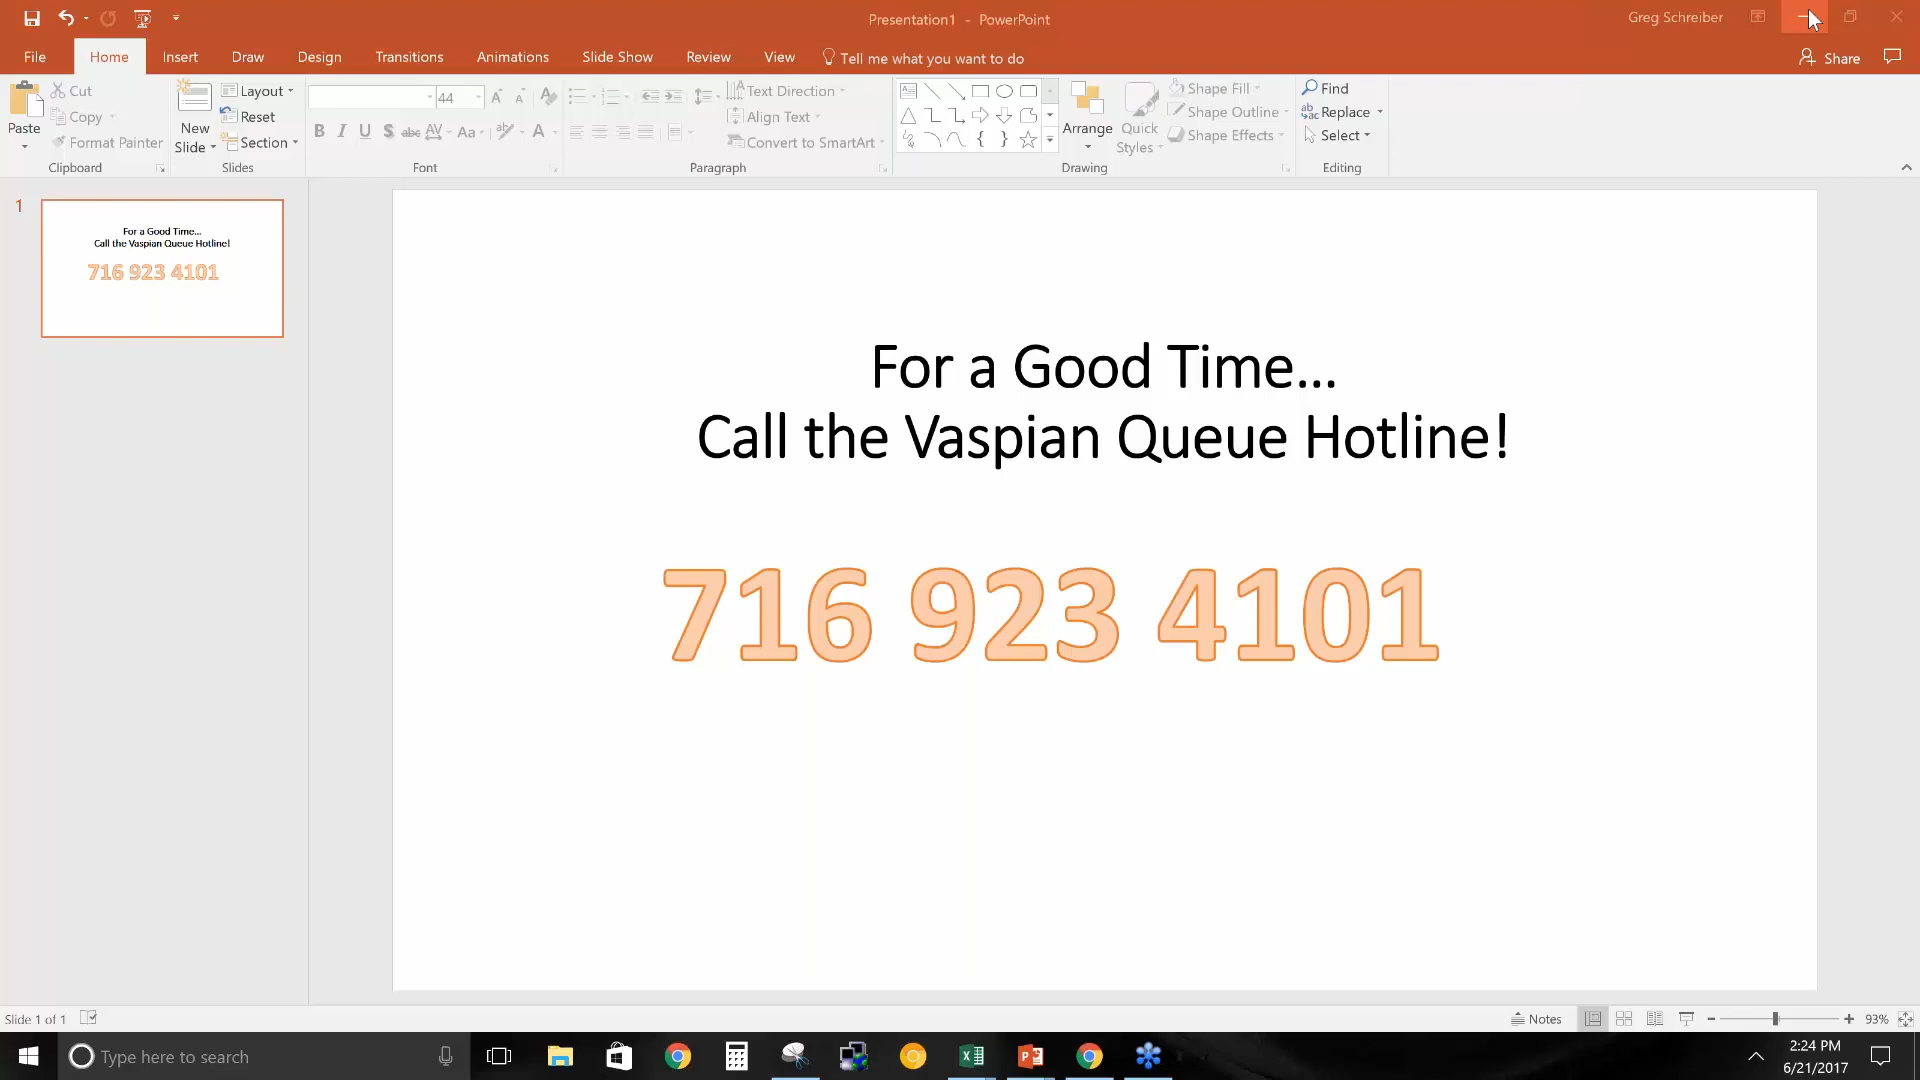 Presentation1 - PowerPoint
Greg Schreiber
File Home Insert Draw Design Transitions Animations Slide Show Review View Tell me what you want to do
Share
Paste
Cut
Copy
Format Painter
Clipboard
New
Slide
Layout
Reset
Section
Slides
44
B I U S abc AV Aa A
Font
Text Direction
Align Text
Convert to SmartArt
Paragraph
Arrange
Quick
Styles
Shape Fill
Shape Outline
Shape Effects
Drawing
Find
Replace
Select
Editing
1
For a Good Time...
Call the Vaspian Queue Hotline!
716 923 4101
For a Good Time...
Call the Vaspian Queue Hotline!
716 923 4101
Slide 1 of 1
Notes
93%
Type here to search
2:24 PM
6/21/2017